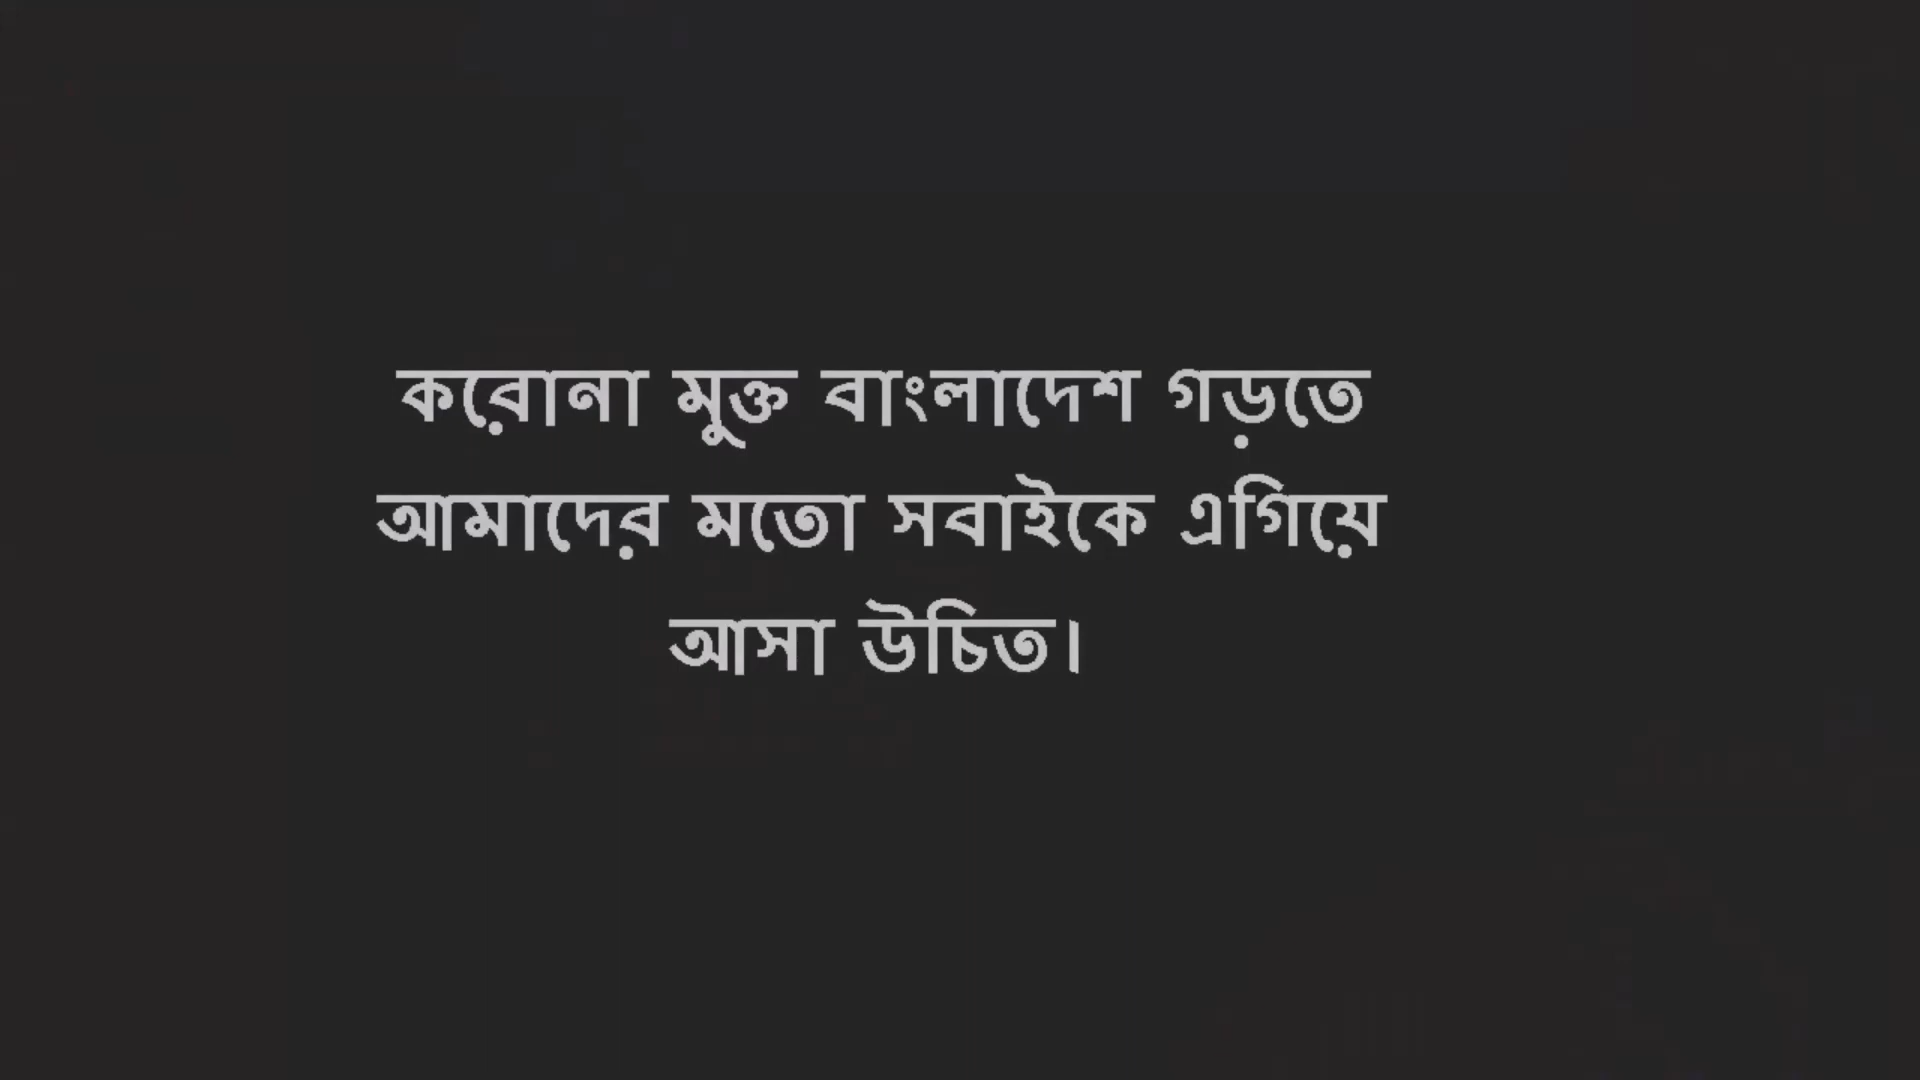 করোনা মুক্ত বাংলাদেশ গড়তে
আমাদের মতো সবাইকে এগিয়ে
আসা উচিত।